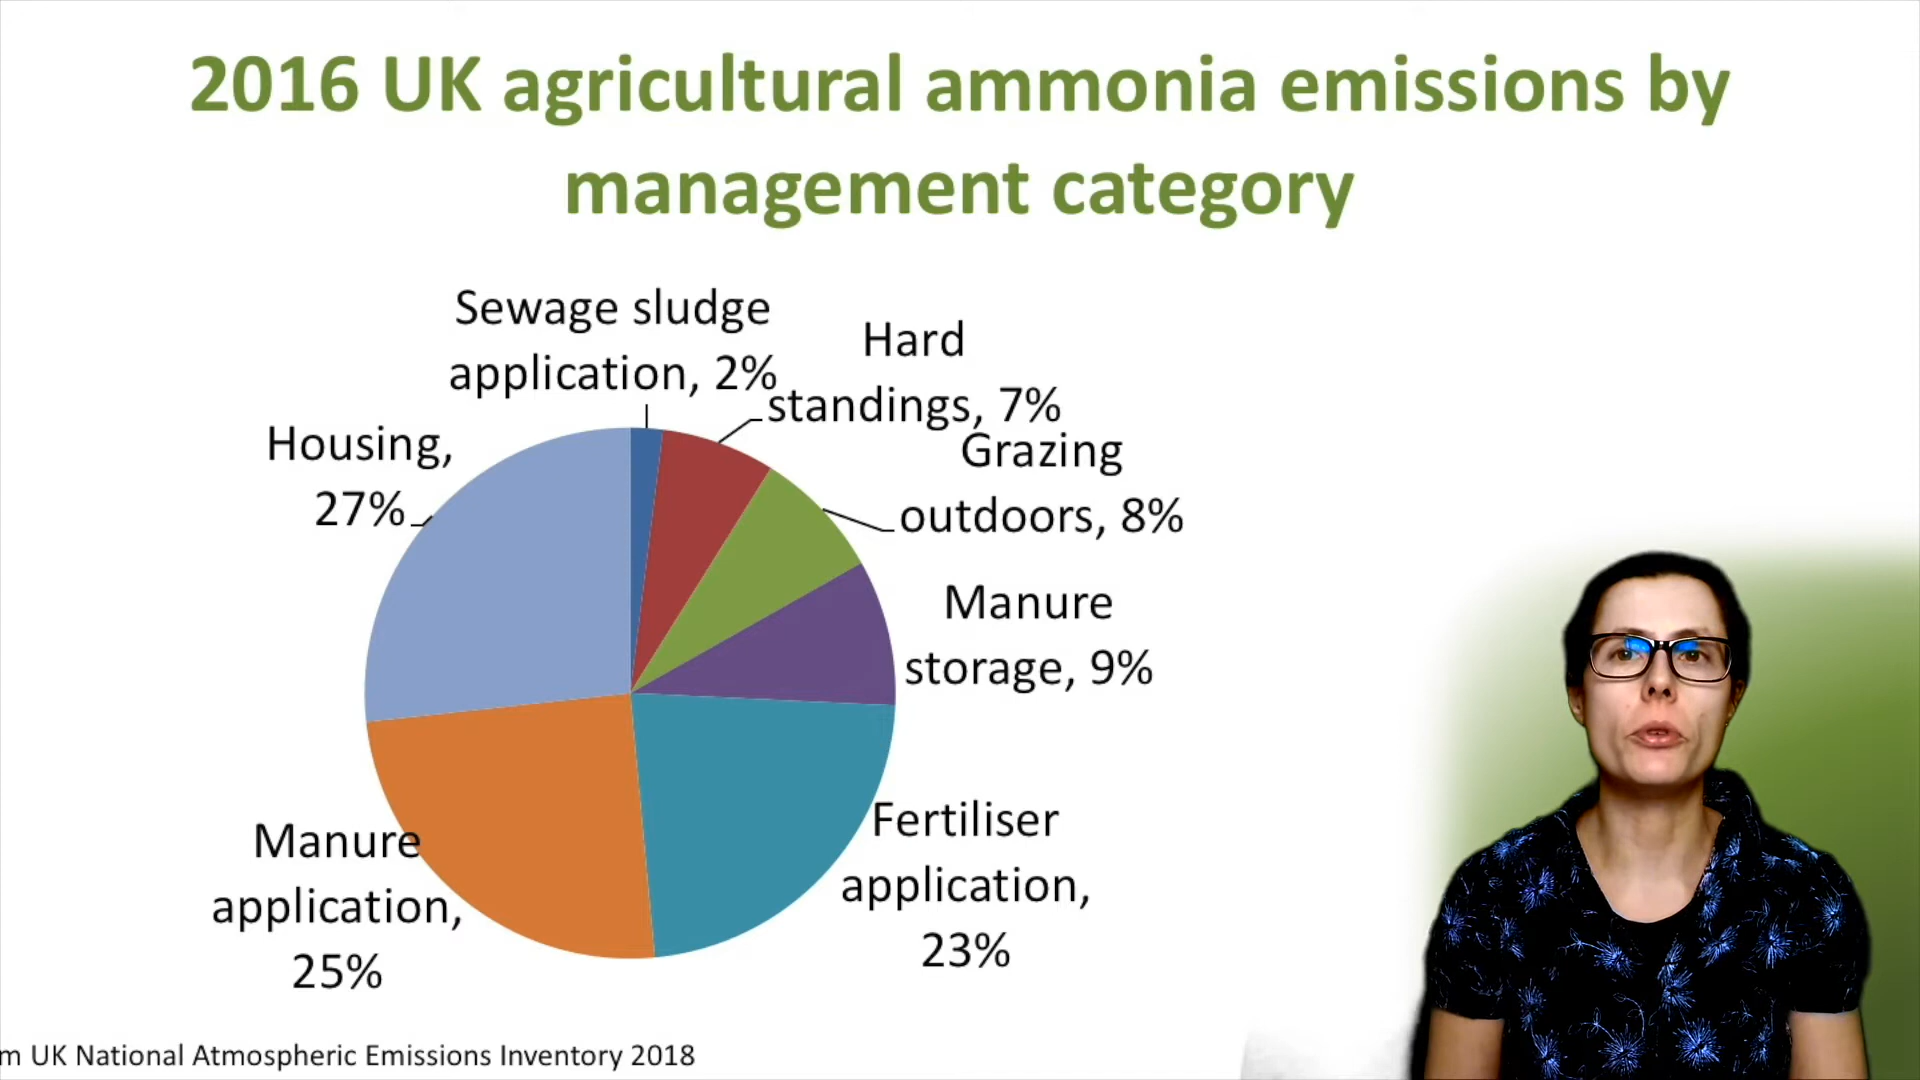 2016 UK agricultural ammonia emissions by
management category
Sewage sludge
application, 2%
Hard
standings, 7%
Grazing
outdoors, 8%
Manure
storage, 9%
Fertiliser
application,
23%
Manure
application,
25%
Housing,
27%
UK National Atmospheric Emissions Inventory 2018